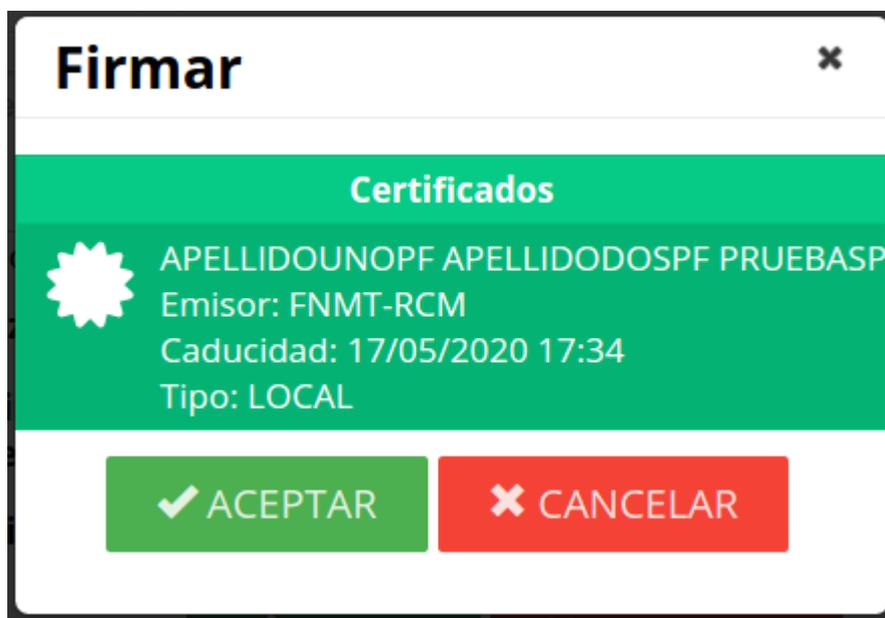 Firmar
Certificados
APELLIDOUNOPF APELLIDODOSPF PRUEBASP
Emisor: FNMT-RCM
Caducidad: 17/05/2020 17:34
Tipo: LOCAL
ACEPTAR
CANCELAR